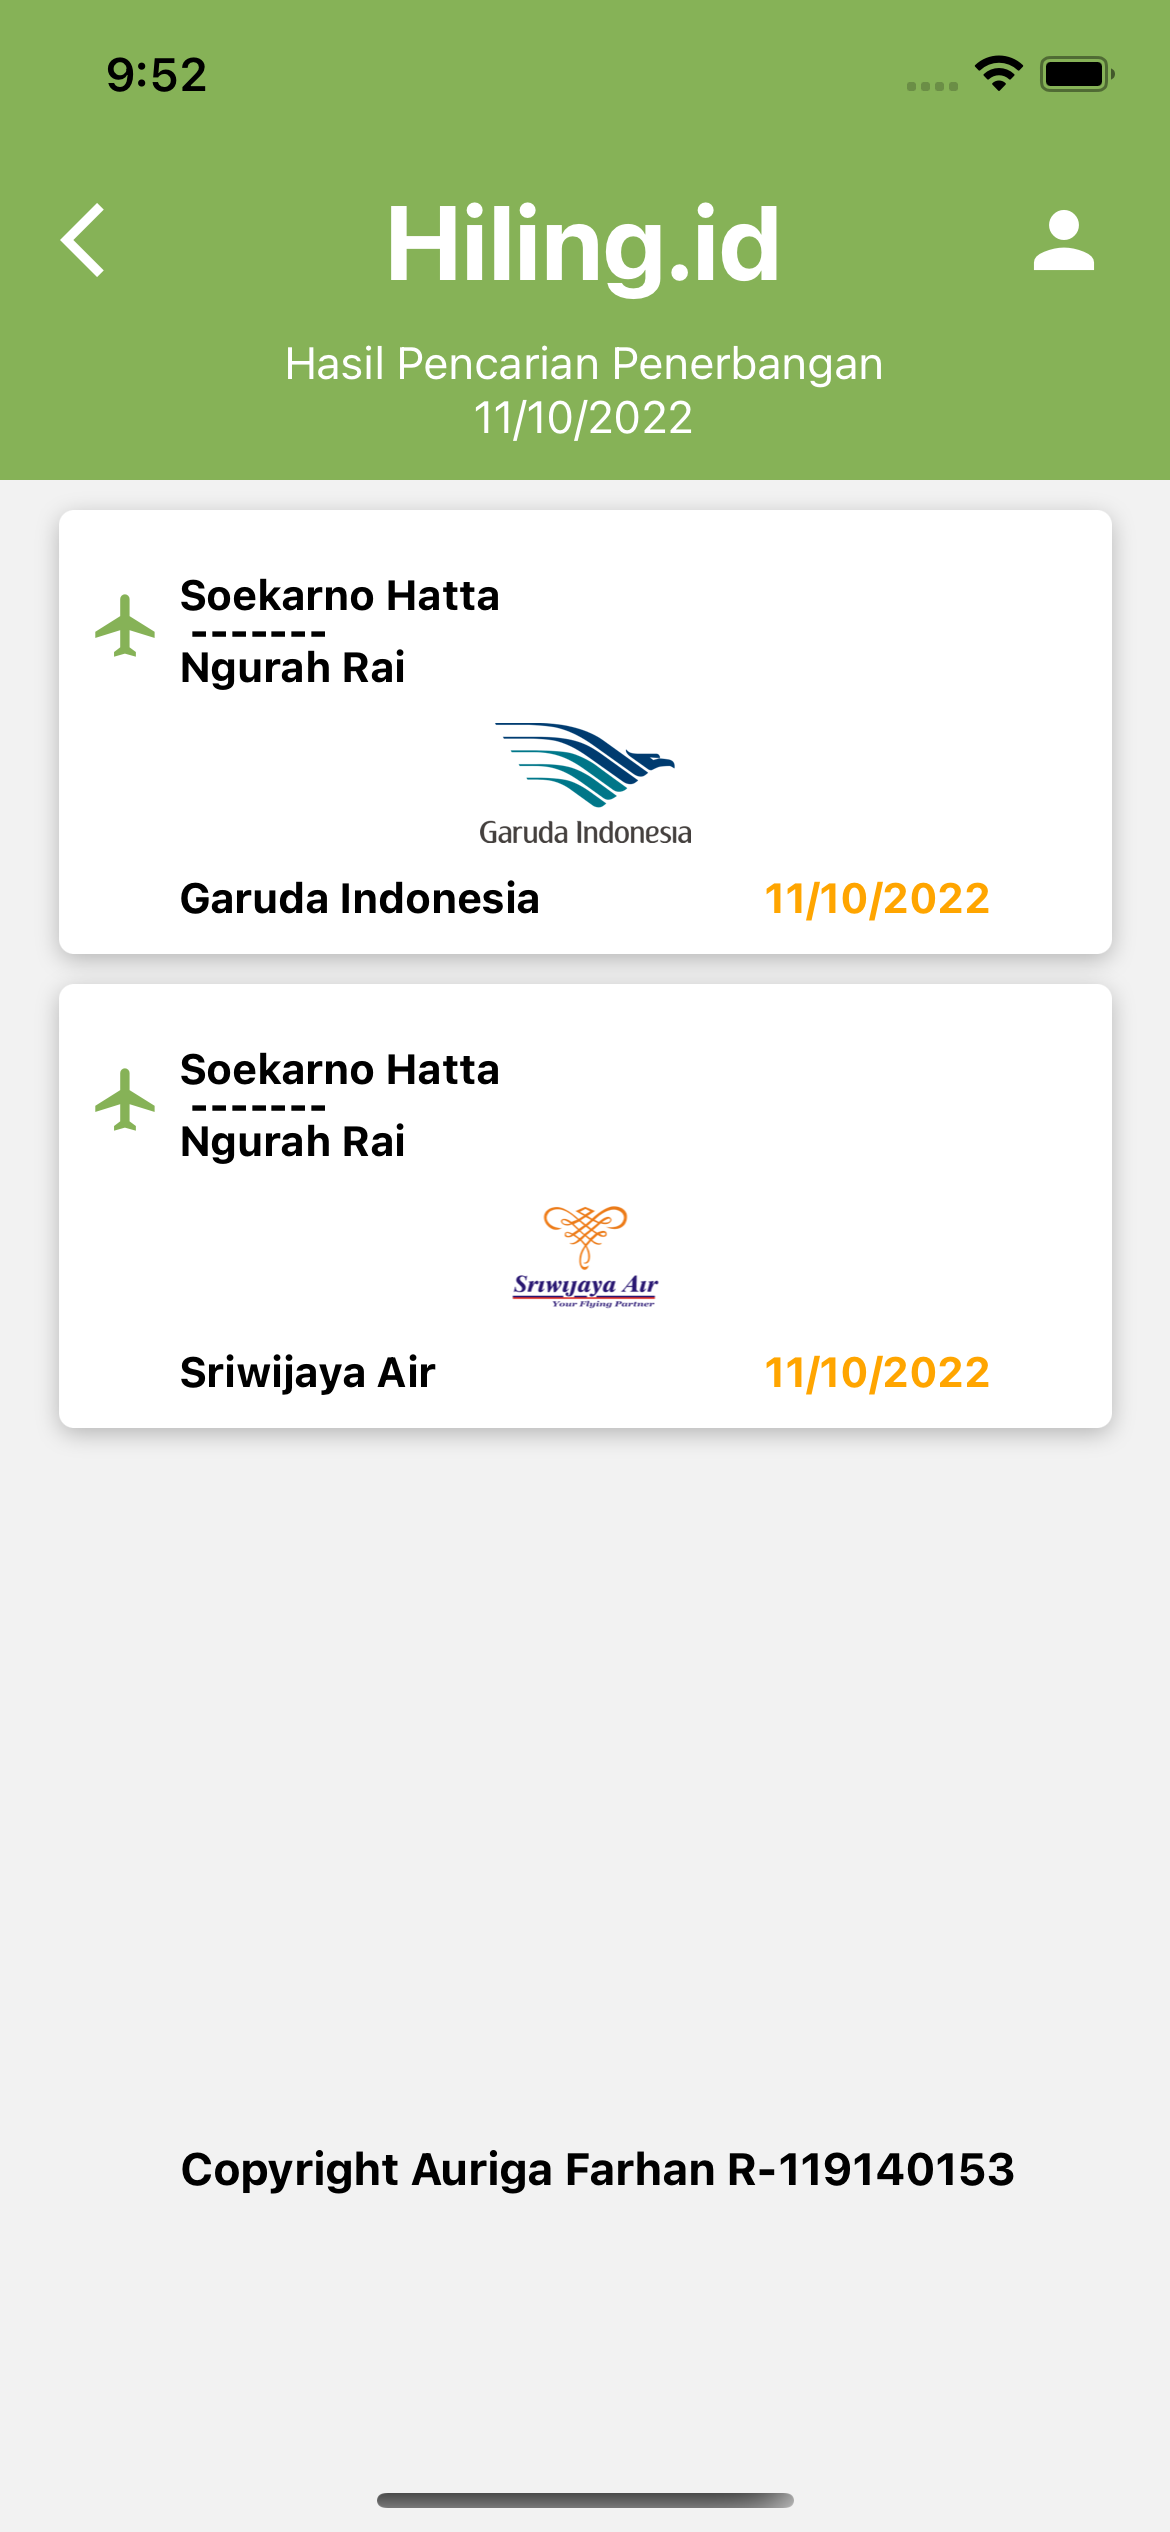 9:52
Hiling.id
Hasil Pencarian Penerbangan
11/10/2022
Soekarno Hatta
-------
Ngurah Rai
Garuda Indonesia
Garuda Indonesia 11/10/2022
Soekarno Hatta
-------
Ngurah Rai
Sriwijaya Air
Your Flying Partner
Sriwijaya Air 11/10/2022
Copyright Auriga Farhan R-119140153